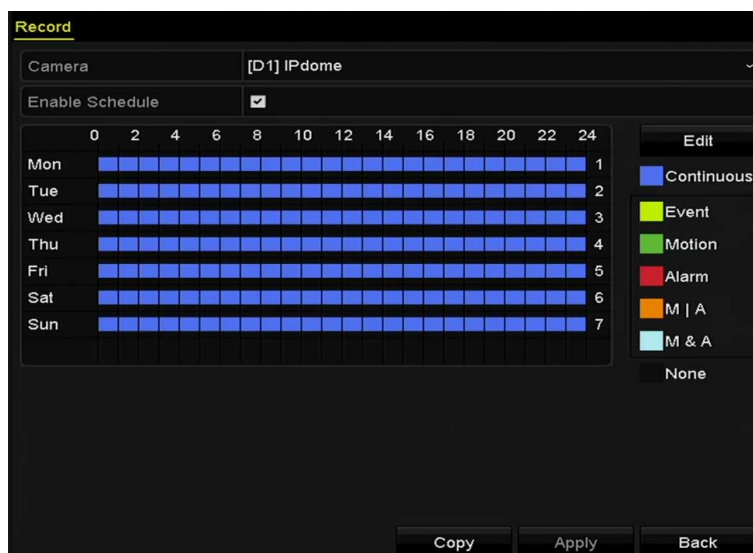 Record
Camera [D1] IPdome
Enable Schedule
0 2 4 6 8 10 12 14 16 18 20 22 24
Edit
Mon 1
Continuous
Tue 2
Event
Wed 3
Thu 4
Motion
Fri 5
Alarm
Sat 6
M | A
Sun 7
M & A
None
Copy Apply Back